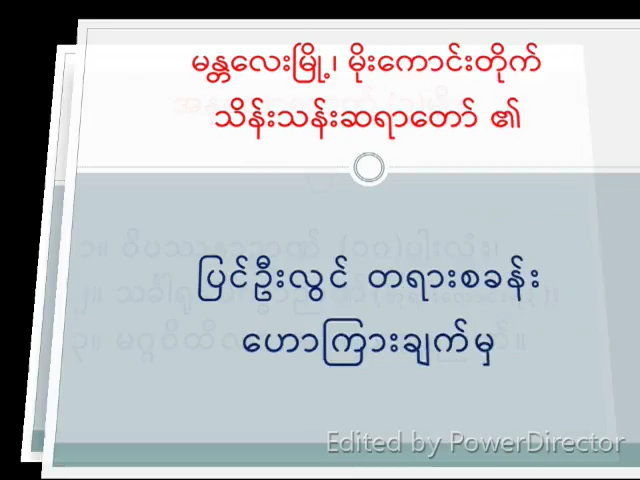 မန္တလေးမြို့၊ မိုးကောင်းတိုက်
သိန်းသန်းဆရာတော် ၏
ပြင်ဦးလွင် တရားစခန်း
ဟောကြားချက်မှ
Edited by PowerDirector